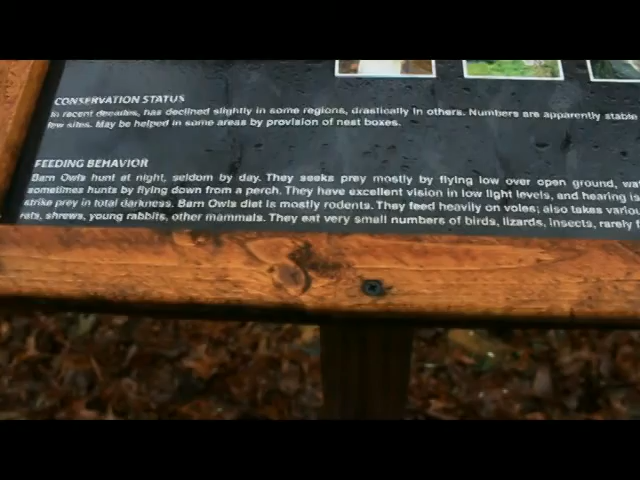 CONSERVATION STATUS
In recent decades, has declined slightly in some regions, drastically in others. Numbers are apparently stable
few sites. May be helped in some areas by provision of nest boxes.
FEEDING BEHAVIOR
Barn Owls hunt at night, seldom by day. They seeks prey mostly by flying low over open ground,
sometimes hunts by flying down from a perch. They have excellent vision in low light levels, and hearing is
strike prey in total darkness. Barn Owls diet is mostly rodents. They feed heavily on voles; also takes
rats, shrews, young rabbits, other mammals. They eat very small numbers of birds, lizards, insects, rarely